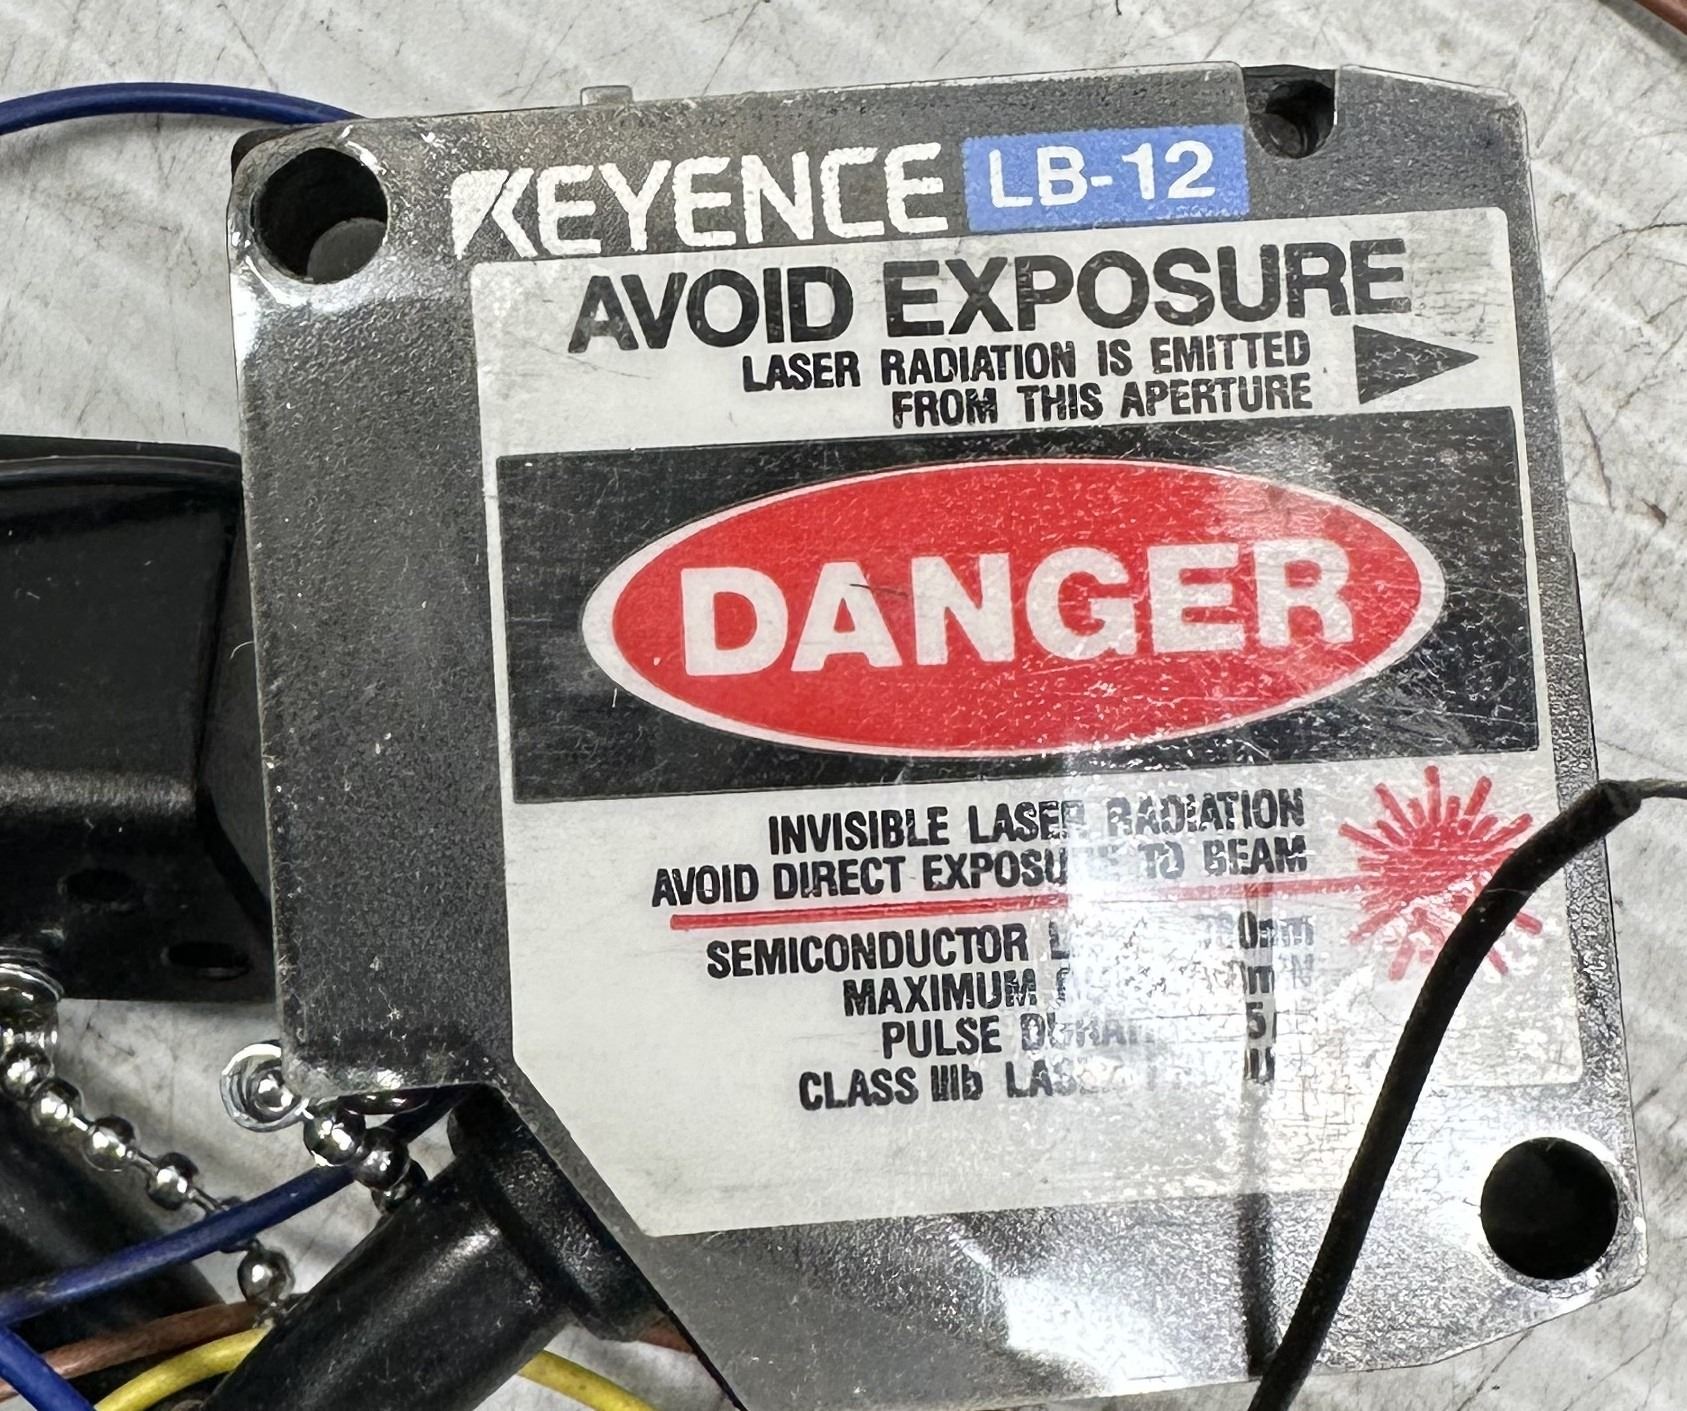 KEYENCE LB-12
AVOID EXPOSURE
LASER RADIATION IS EMITTED
FROM THIS APERTURE
DANGER
INVISIBLE LASER RADIATION
AVOID DIRECT EXPOSURE TO BEAM
SEMICONDUCTOR
MAXIMUM
PULSE
CLASS IIIb